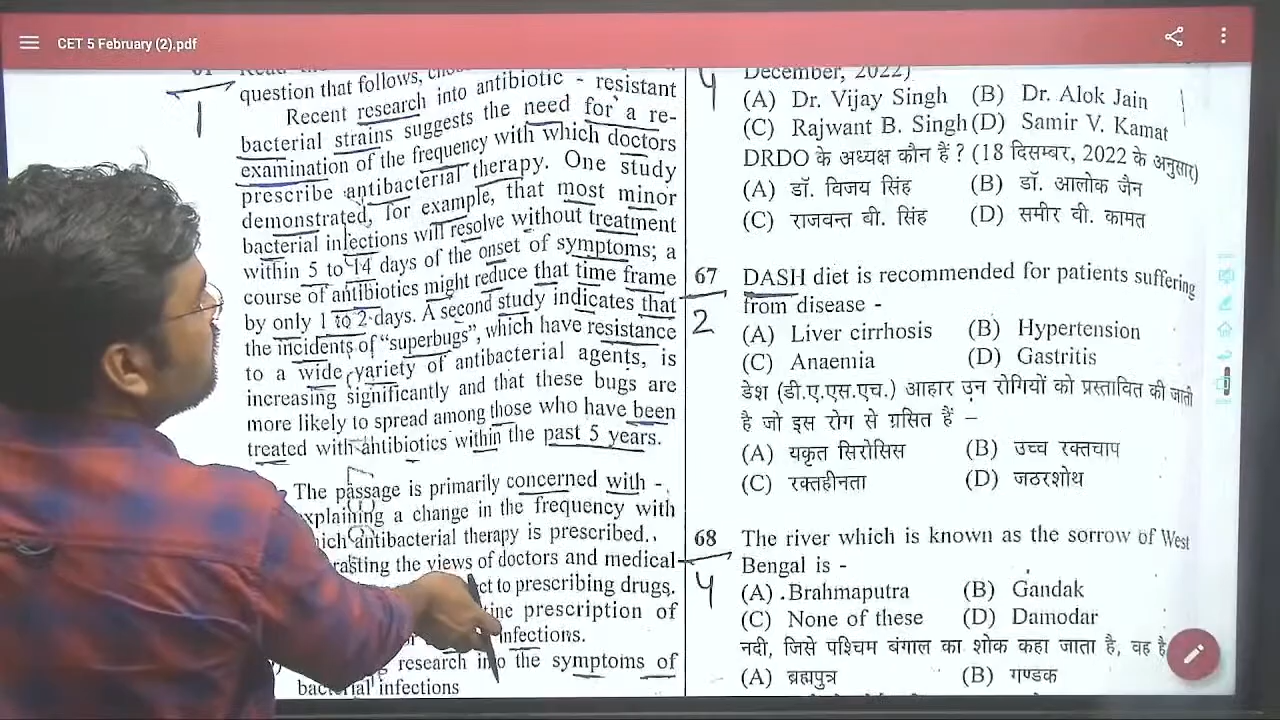 CET 5 February (2).pdf
question that follows,
Recent research into antibiotic - resistant
bacterial strains suggests the need for a re-
examination of the frequency with which doctors
prescribe antibacterial therapy. One study
demonstrated, for example, that most minor
bacterial infections will resolve without treatment
within 5 to 14 days of the onset of symptoms; a
course of antibiotics might reduce that time frame
by only 1 to 2 days. A second study indicates that
the incidents of "superbugs", which have resistance
to a wide variety of antibacterial agents, is
increasing significantly and that these bugs are
more likely to spread among those who have been
treated with antibiotics within the past 5 years.
The passage is primarily concerned with -
explaining a change in the frequency with
which antibacterial therapy is prescribed.
the views of doctors and medical
to prescribing drugs.
prescription of
infections.
research into the symptoms of
bacterial infections
1
4
December, 2022)
(A) Dr. Vijay Singh (B) Dr. Alok Jain
(C) Rajwant B. Singh (D) Samir V. Kamat
DRDO के अध्यक्ष कौन हैं ? (18 दिसम्बर, 2022 के अनुसार)
(A) डॉ. विजय सिंह (B) डॉ. आलोक जैन
(C) राजवन्त बी. सिंह (D) समीर वी. कामत
67 DASH diet is recommended for patients suffering
2 from disease -
(A) Liver cirrhosis (B) Hypertension
(C) Anaemia (D) Gastritis
डेश (डी.ए.एस.एच.) आहार उन रोगियों को प्रस्तावित की जाती
है जो इस रोग से ग्रसित हैं –
(A) यकृत सिरोसिस (B) उच्च रक्तचाप
(C) रक्तहीनता (D) जठरशोथ
68 The river which is known as the sorrow of West
Bengal is -
4 (A) Brahmaputra (B) Gandak
(C) None of these (D) Damodar
नदी, जिसे पश्चिम बंगाल का शोक कहा जाता है, वह है
(A) ब्रह्मपुत्र (B) गण्डक